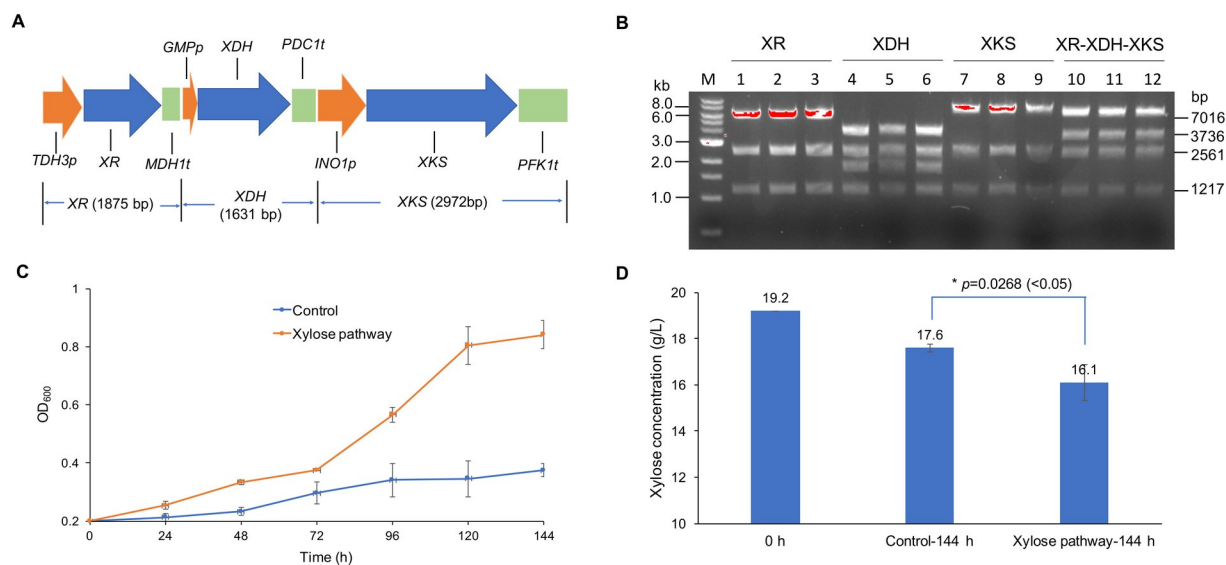 A
GMPp XDH PDC1t
TDH3p XR MDH1t INO1p XKS PFK1t
XR (1875 bp) XDH (1631 bp) XKS (2972bp)
B
XR XDH XKS XR-XDH-XKS
kb M 1 2 3 4 5 6 7 8 9 10 11 12 bp
8.0
6.0
3.0
2.0
1.0
7016
3736
2561
1217
C
1
0.8
0.6
0.4
0.2
OD600
Control
Xylose pathway
0 24 48 72 96 120 144
Time (h)
D
* p=0.0268 (<0.05)
20
18
16
14
12
10
Xylose concentration (g/L)
19.2
17.6
16.1
0 h Control-144 h Xylose pathway-144 h